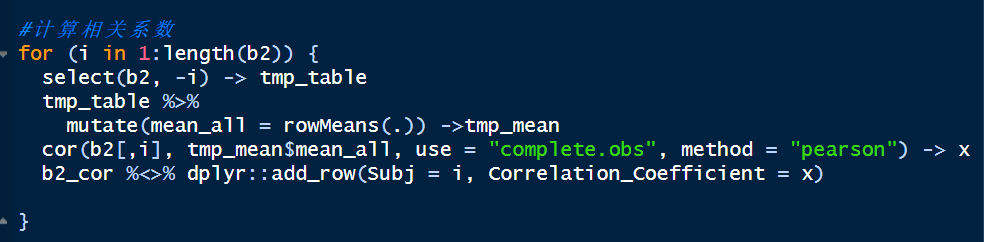 #计算相关系数
for (i in 1:length(b2)) {
  select(b2, -i) -> tmp_table
  tmp_table %>%
    mutate(mean_all = rowMeans(.)) ->tmp_mean
  cor(b2[,i], tmp_mean$mean_all, use = "complete.obs", method = "pearson") -> x
  b2_cor %<>% dplyr::add_row(Subj = i, Correlation_Coefficient = x)
}